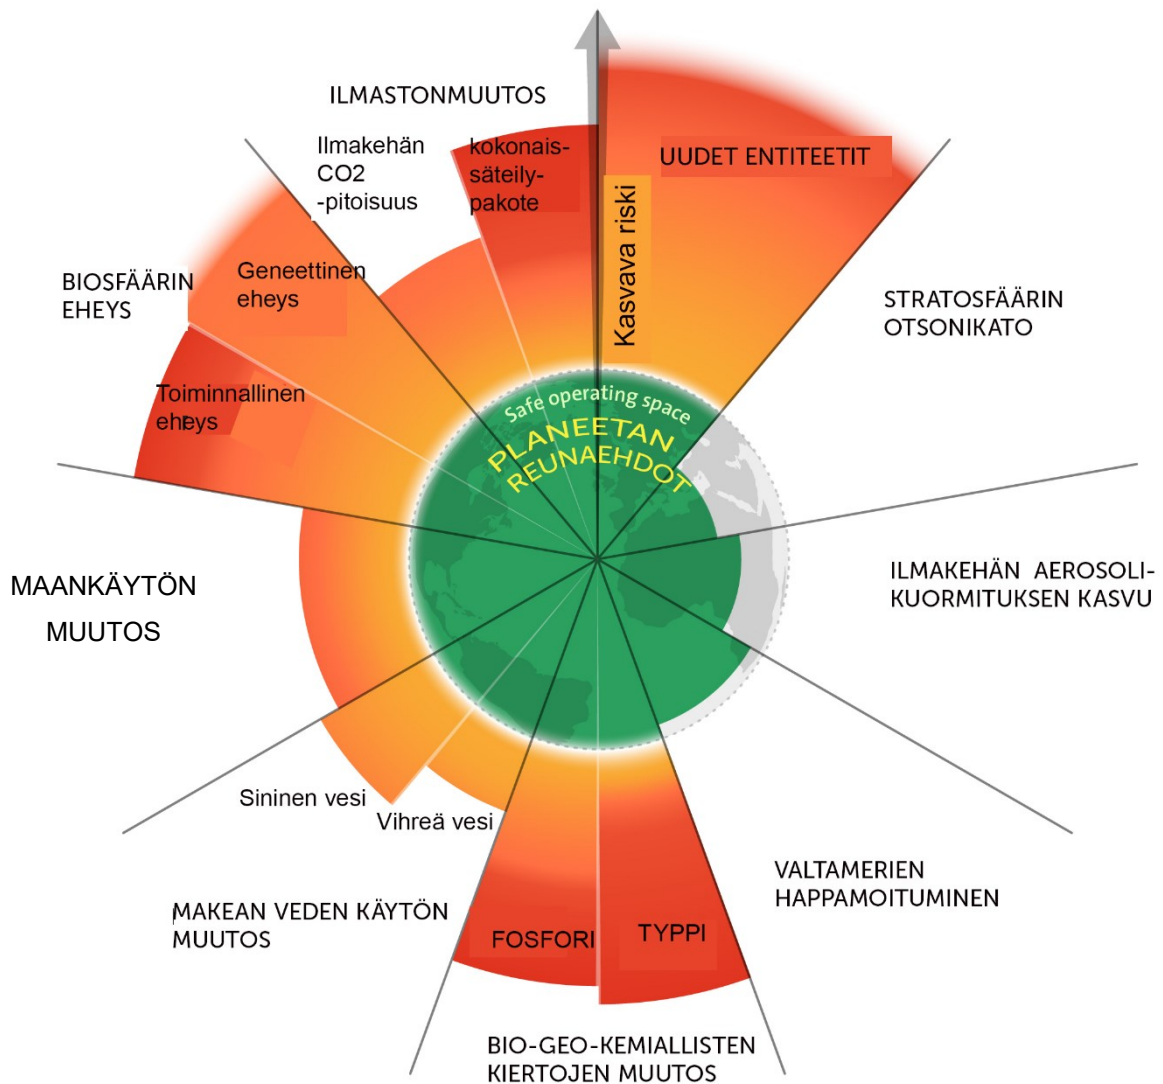 ILMASTONMUUTOS
Ilmakehän
CO2
-pitoisuus
kokonais-
säteily-
pakote
UUDET ENTITEETIT
Kasvava riski
BIOSFÄÄRIN
EHEYS
Geneettinen
eheys
Toiminnallinen
eheys
STRATOSFÄÄRIN
OTSONIKATO
Safe operating space
PLANEETAN
REUNAEHDOT
MAANKÄYTÖN
MUUTOS
ILMAKEHÄN AEROSOLI-
KUORMITUKSEN KASVU
Sininen vesi
Vihreä vesi
MAKEAN VEDEN KÄYTÖN
MUUTOS
FOSFORI
TYPPI
VALTAMERIEN
HAPPAMOITUMINEN
BIO-GEO-KEMIALLISTEN
KIERTOJEN MUUTOS